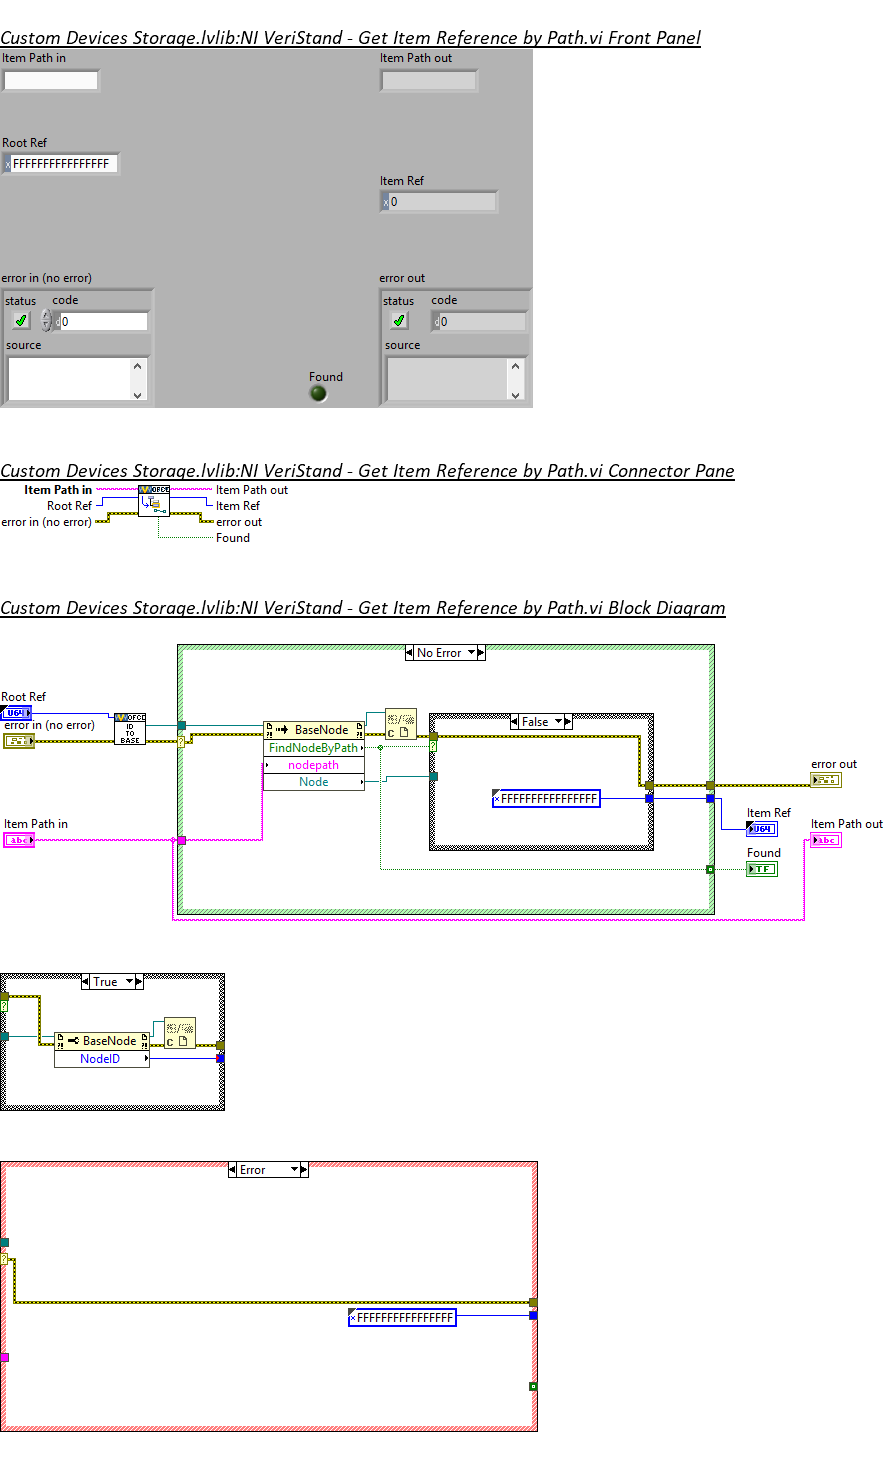 Custom Devices Storage.lvlib:NI VeriStand - Get Item Reference by Path.vi Front Panel
Item Path in
Item Path out
Root Ref
x FFFFFFFFFFFFFFFF
Item Ref
x 0
error in (no error)
error out
status code
status code
d 0
d 0
source
source
Found
Custom Devices Storage.lvlib:NI VeriStand - Get Item Reference by Path.vi Connector Pane
Item Path in
Item Path out
Root Ref
Item Ref
error in (no error)
error out
Found
Custom Devices Storage.lvlib:NI VeriStand - Get Item Reference by Path.vi Block Diagram
No Error
Root Ref
U64
error in (no error)
ID
TO
BASE
BaseNode
FindNodeByPath
nodepath
Node
C
False
?
?
x FFFFFFFFFFFFFFFF
error out
Item Ref
U64
Item Path in
abc
Item Path out
abc
Found
TF
True
?
BaseNode
NodeID
C
Error
?
x FFFFFFFFFFFFFFFF